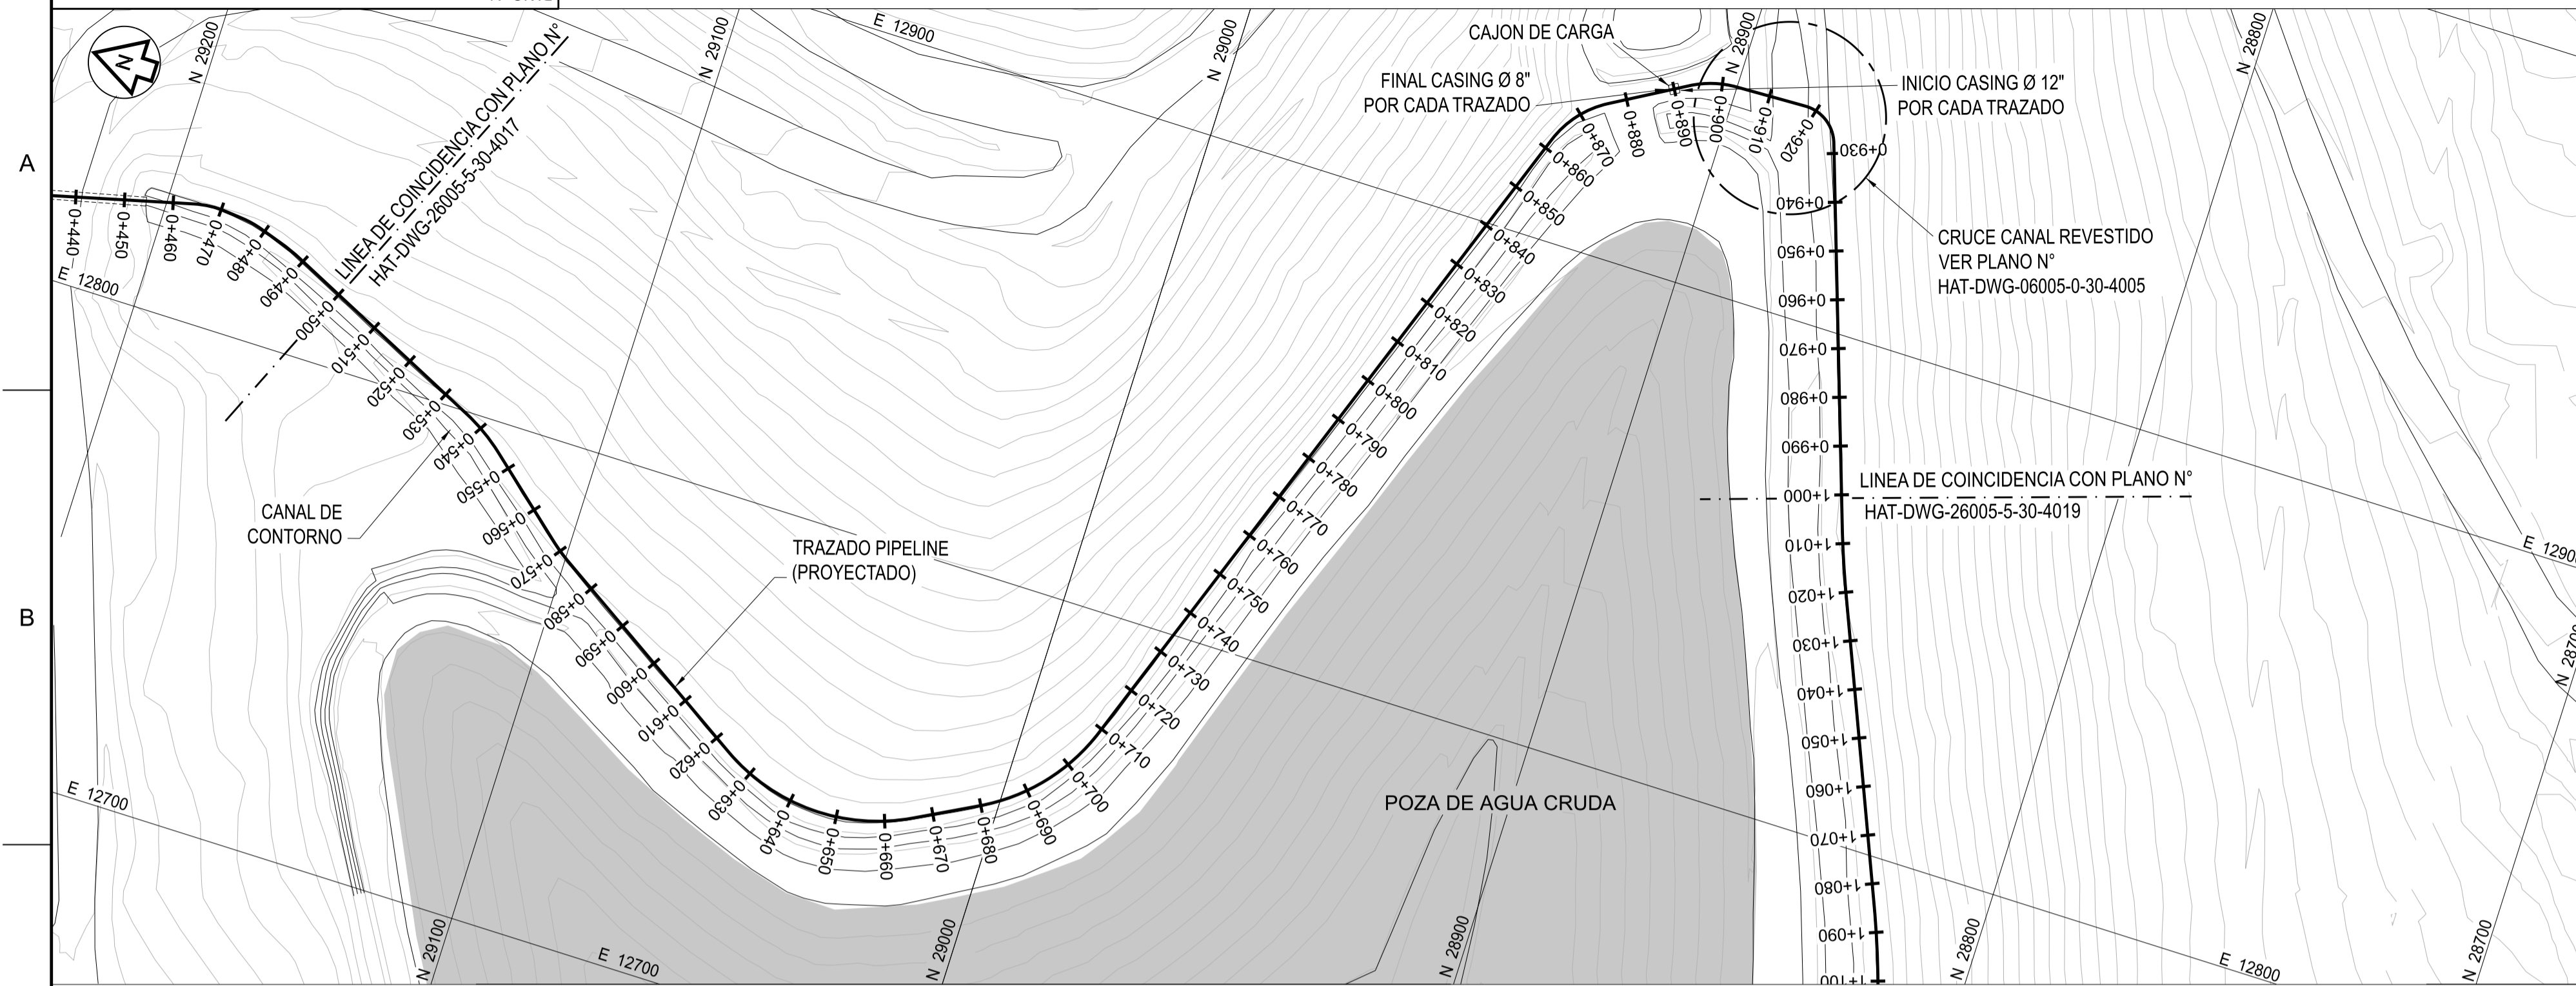 N 29200
N 29100
E 12900
N 29000
N 28900
N 28800
CAJON DE CARGA
FINAL CASING Ø 8"
POR CADA TRAZADO
INICIO CASING Ø 12"
POR CADA TRAZADO
N
LINEA DE COINCIDENCIA CON PLANO N°
HAT-DWG-26005-5-30-4017
A
B
E 12800
CRUCE CANAL REVESTIDO
VER PLANO N°
HAT-DWG-06005-0-30-4005
0+440
0+450
0+460
0+470
0+480
0+490
0+500
0+510
0+520
0+530
0+540
0+550
0+560
0+570
0+580
0+590
0+600
0+610
0+620
0+630
0+640
0+650
0+660
0+670
0+680
0+690
0+700
0+710
0+720
0+730
0+740
0+750
0+760
0+770
0+780
0+790
0+800
0+810
0+820
0+830
0+840
0+850
0+860
0+870
0+880
0+890
0+900
0+910
0+920
0+930
0+940
0+950
0+960
0+970
0+980
0+990
1+000
1+010
1+020
1+030
1+040
1+050
1+060
1+070
1+080
1+090
1+100
LINEA DE COINCIDENCIA CON PLANO N°
HAT-DWG-26005-5-30-4019
CANAL DE
CONTORNO
TRAZADO PIPELINE
(PROYECTADO)
POZA DE AGUA CRUDA
E 12700
N 29100
E 12700
N 29000
N 28900
N 28800
E 12800
N 28700
E 1290
N 28700